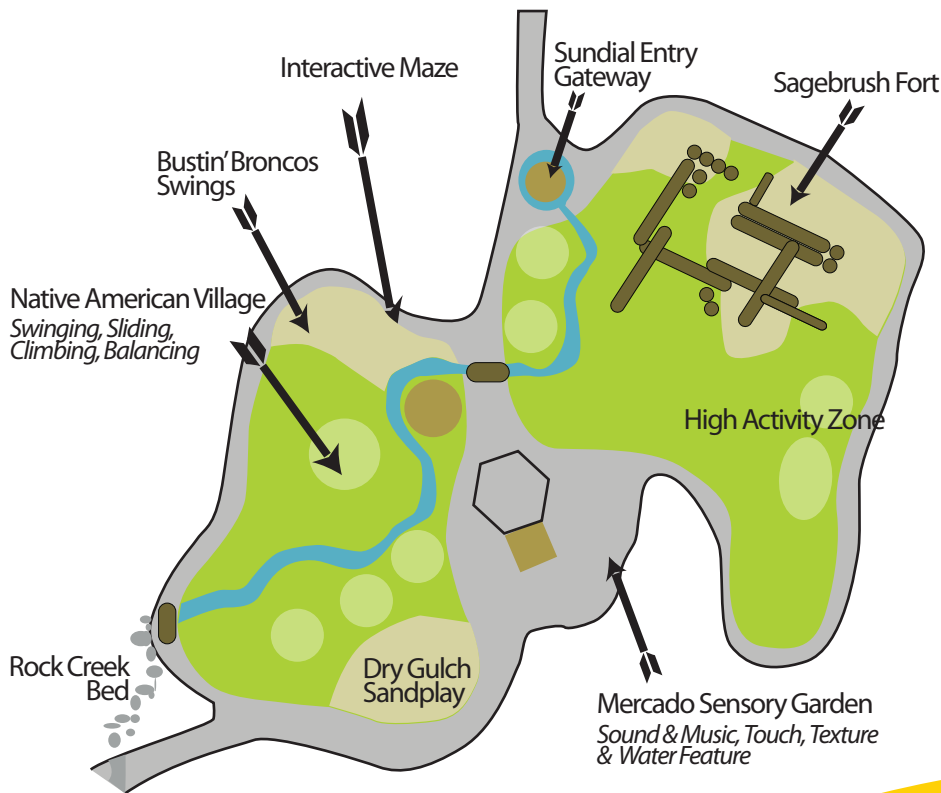 Interactive Maze
Sundial Entry
Gateway
Sagebrush Fort
Bustin' Broncos
Swings
Native American Village
Swinging, Sliding,
Climbing, Balancing
High Activity Zone
Rock Creek
Bed
Dry Gulch
Sandplay
Mercado Sensory Garden
Sound & Music, Touch, Texture
& Water Feature